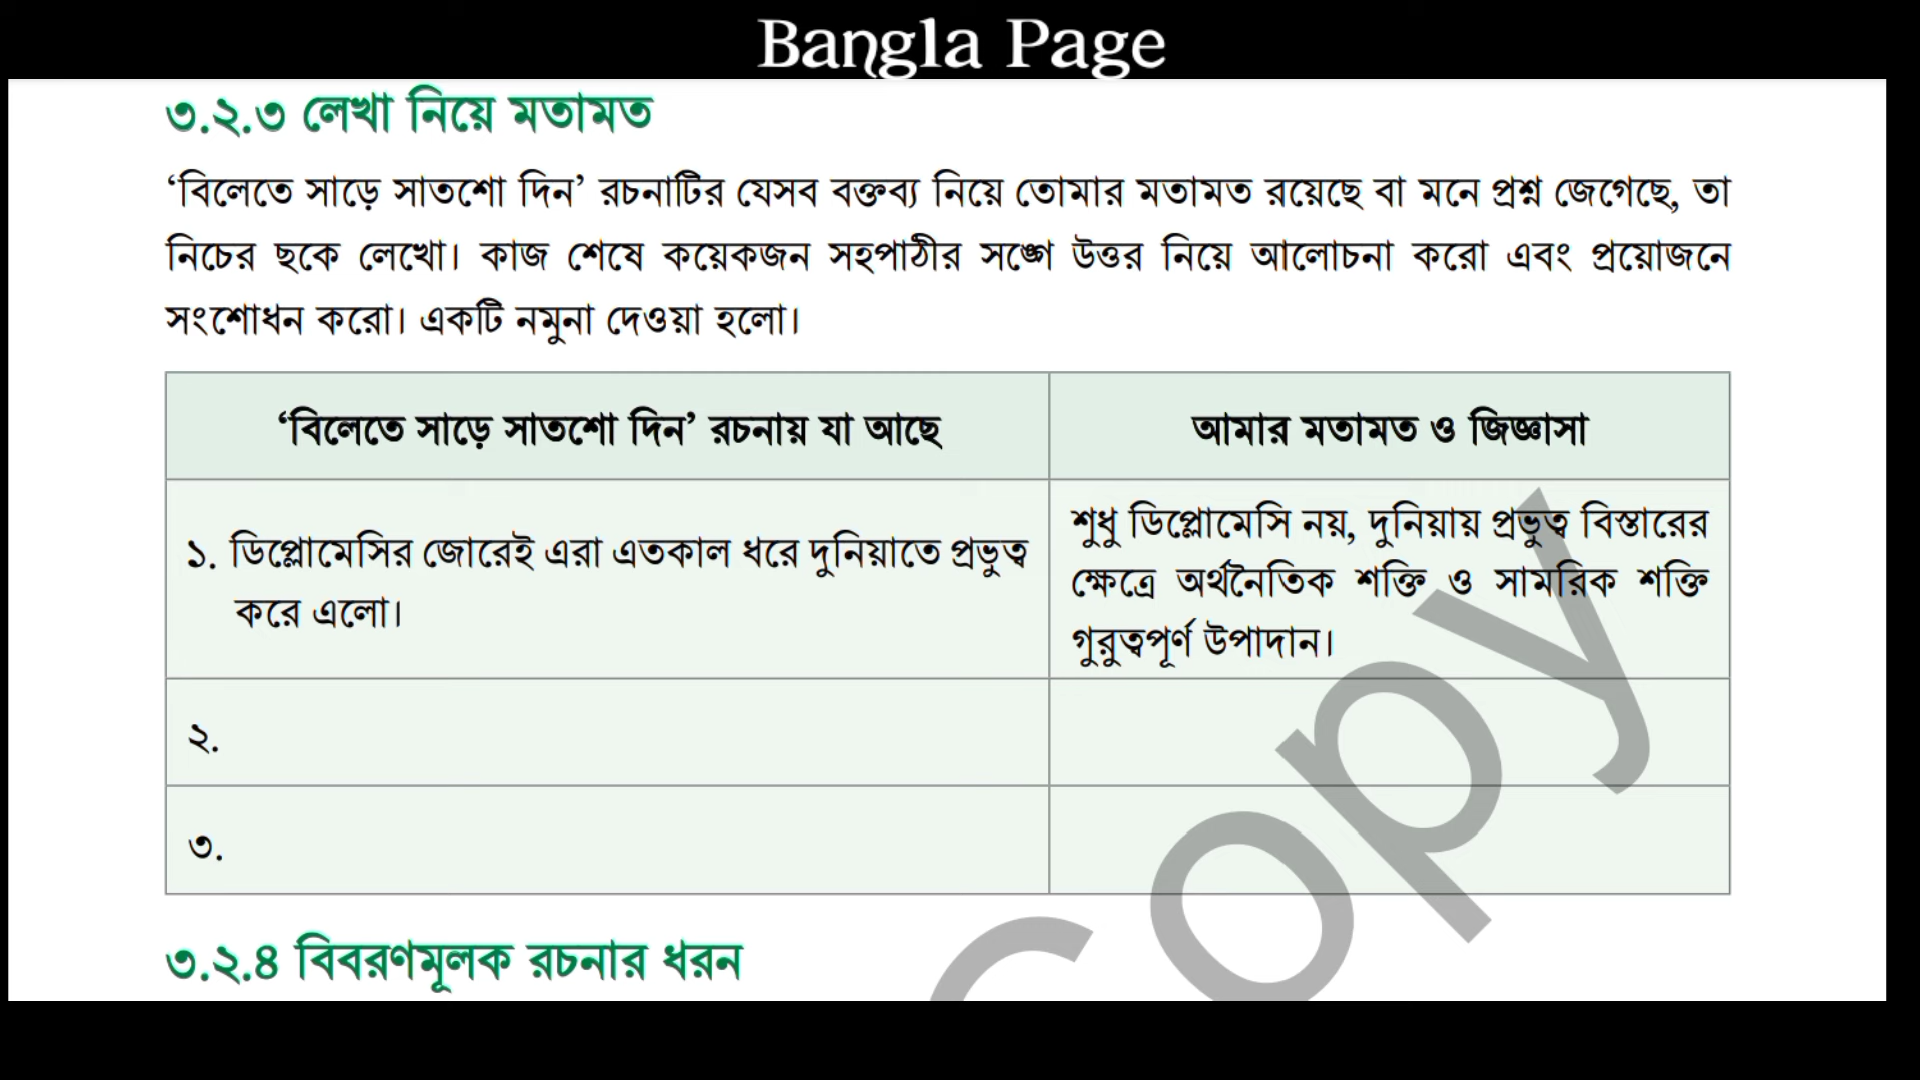 Bangla Page
৩.২.৩ লেখা নিয়ে মতামত
‘বিলেতে সাড়ে সাতশো দিন’ রচনাটির যেসব বক্তব্য নিয়ে তোমার মতামত রয়েছে বা মনে প্রশ্ন জেগেছে, তা
নিচের ছকে লেখো। কাজ শেষে কয়েকজন সহপাঠীর সঙ্গে উত্তর নিয়ে আলোচনা করো এবং প্রয়োজনে
সংশোধন করো। একটি নমুনা দেওয়া হলো।
‘বিলেতে সাড়ে সাতশো দিন’ রচনায় যা আছে
আমার মতামত ও জিজ্ঞাসা
১. ডিপ্লোমেসির জোরেই এরা এতকাল ধরে দুনিয়াতে প্রভুত্ব
করে এলো।
শুধু ডিপ্লোমেসি নয়, দুনিয়ায় প্রভুত্ব বিস্তারের
ক্ষেত্রে অর্থনৈতিক শক্তি ও সামরিক শক্তি
গুরুত্বপূর্ণ উপাদান।
২.
৩.
Copy
৩.২.৪ বিবরণমূলক রচনার ধরন